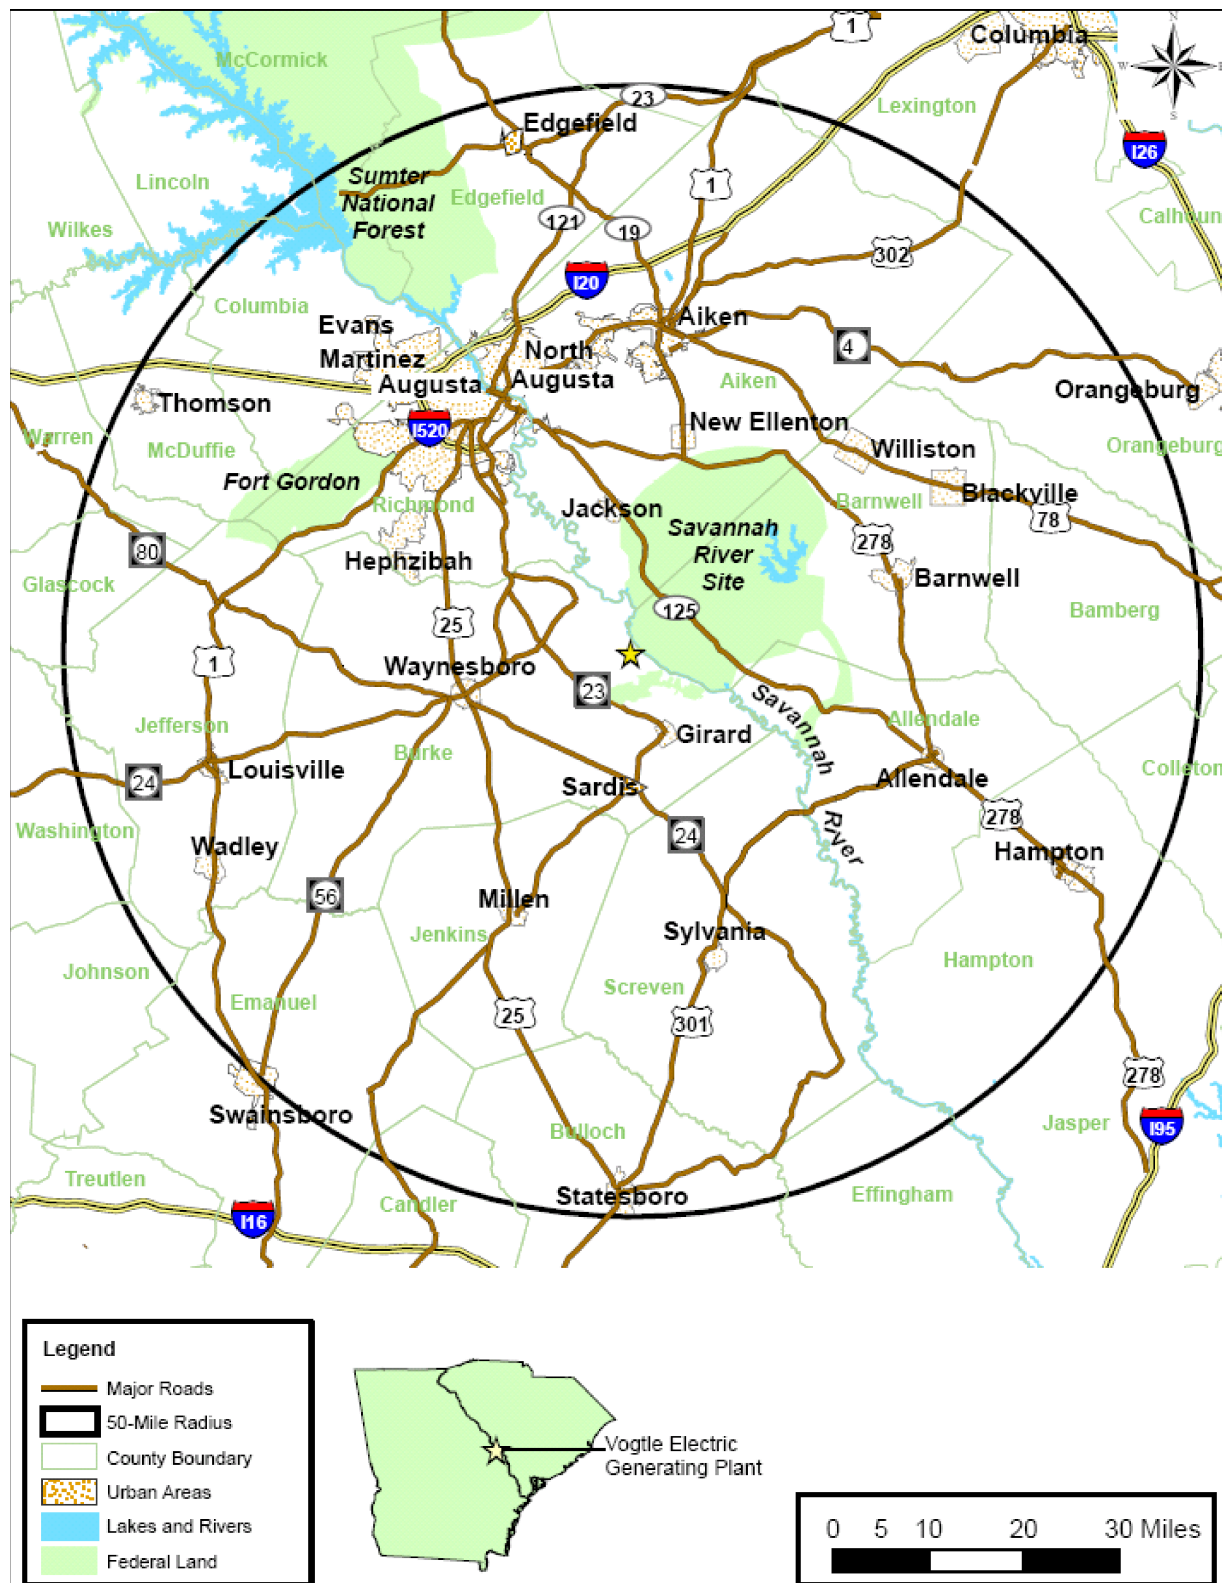 1
Columbia
N
W
E
S
McCormick
23
Lexington
Edgefield
I26
Sumter
National
Forest
Lincoln
Edgefield
1
Calhoun
Wilkes
121
19
302
I20
Columbia
Evans
Aiken
Martinez
North
Augusta
4
Augusta
Aiken
Orangeburg
Thomson
I520
New Ellenton
Warren
McDuffie
Williston
Orangeburg
Fort Gordon
Richmond
Jackson
Barnwell
Blackville
Savannah
River
Site
78
80
Hephzibah
278
Glascock
Barnwell
125
Bamberg
25
1
Waynesboro
23
Savannah
River
Jefferson
Burke
Girard
Allendale
Louisville
Sardis
Allendale
Colleton
24
Washington
24
278
Wadley
Hampton
56
Millen
Jenkins
Sylvania
Johnson
Hampton
Emanuel
Screven
25
301
278
Swainsboro
Bulloch
Jasper
I95
Treutlen
Statesboro
Effingham
Candler
I16
Legend
Major Roads
50-Mile Radius
County Boundary
Urban Areas
Lakes and Rivers
Federal Land
Vogtle Electric
Generating Plant
0 5 10 20 30 Miles